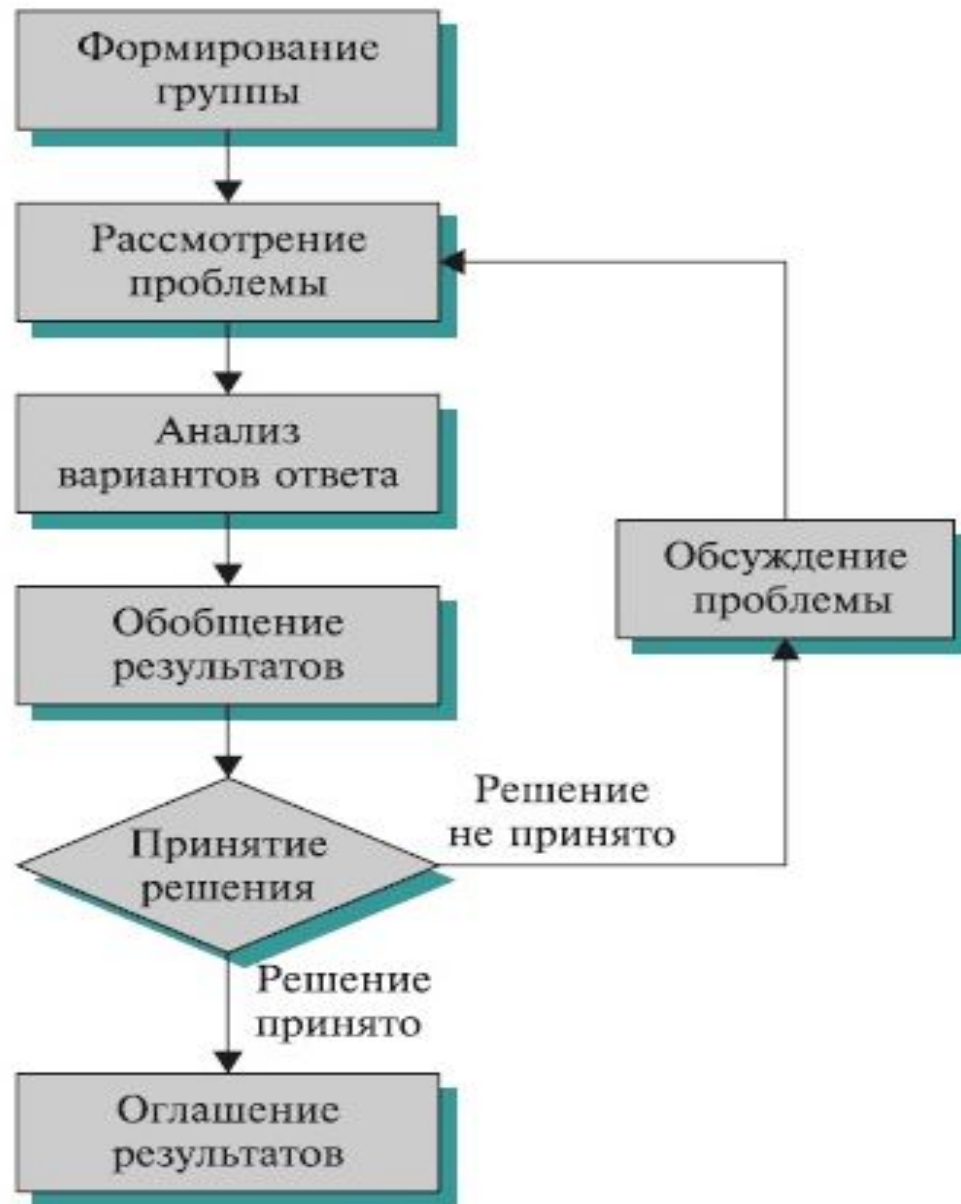 Формирование
группы
Рассмотрение
проблемы
Анализ
вариантов ответа
Обсуждение
проблемы
Обобщение
результатов
Решение
не принято
Принятие
решения
Решение
принято
Оглашение
результатов